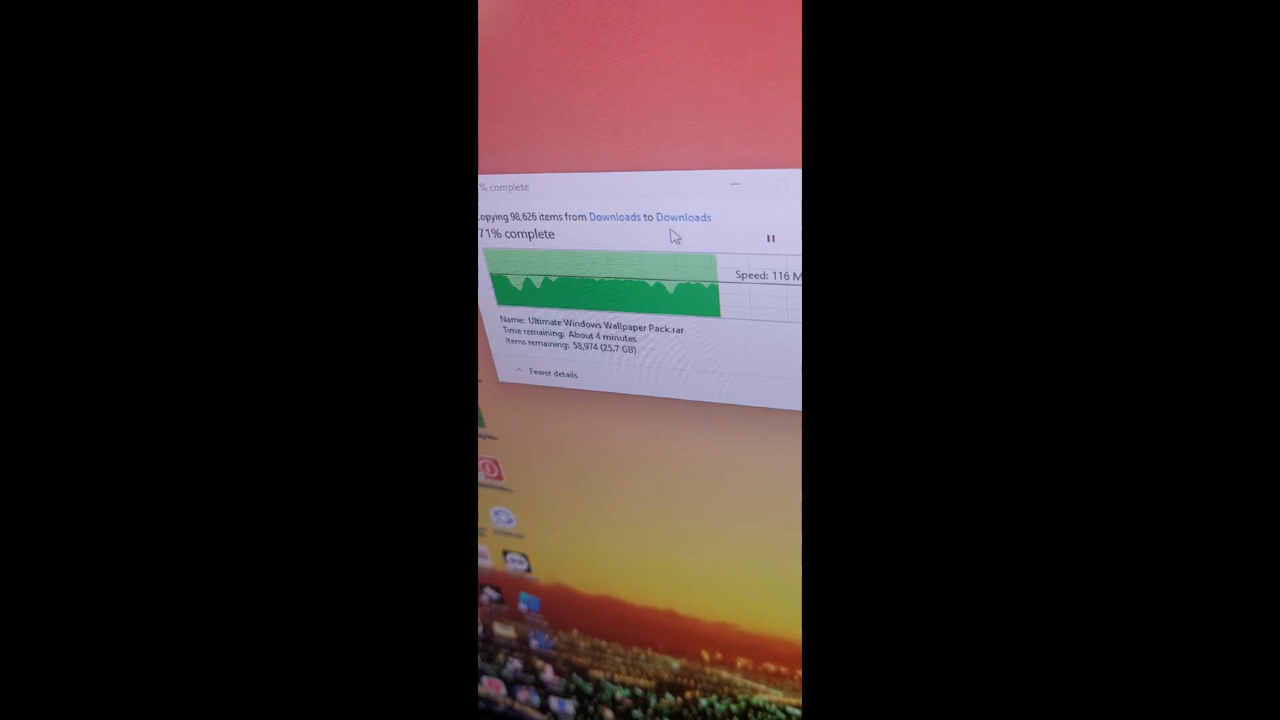 % complete
opying 98,626 items from Downloads to Downloads
71% complete
Speed: 116 M
Name: Ultimate Windows Wallpaper Pack.rar
Time remaining: About 4 minutes
Items remaining: 58,974 (25.7 GB)
Fewer details